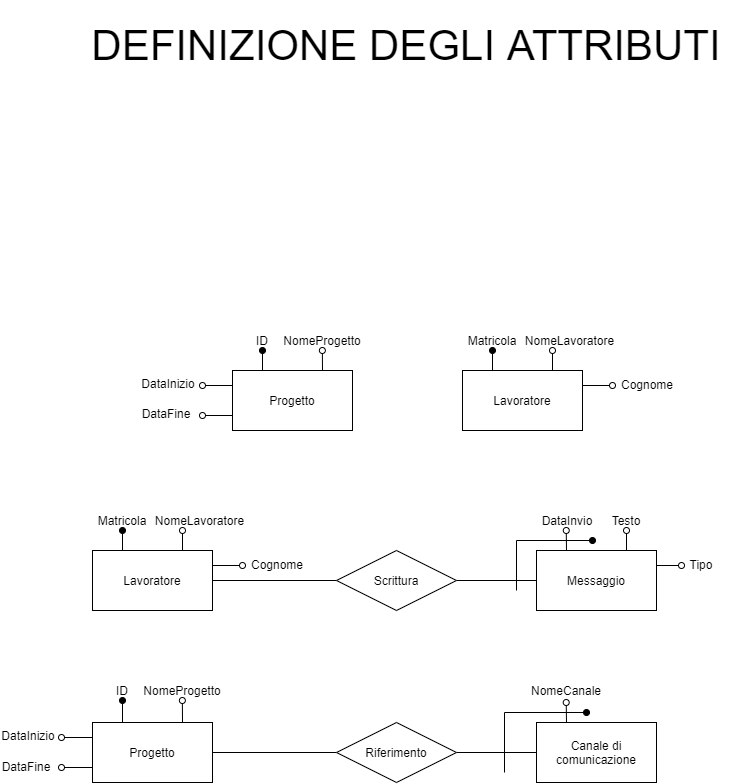 DEFINIZIONE DEGLI ATTRIBUTI
ID NomeProgetto
Matricola NomeLavoratore
DataInizio
Progetto
Lavoratore
Cognome
DataFine
Matricola NomeLavoratore
DataInvio Testo
Cognome
Lavoratore
Scrittura
Messaggio
Tipo
ID NomeProgetto
NomeCanale
DataInizio
Progetto
Riferimento
Canale di
comunicazione
DataFine